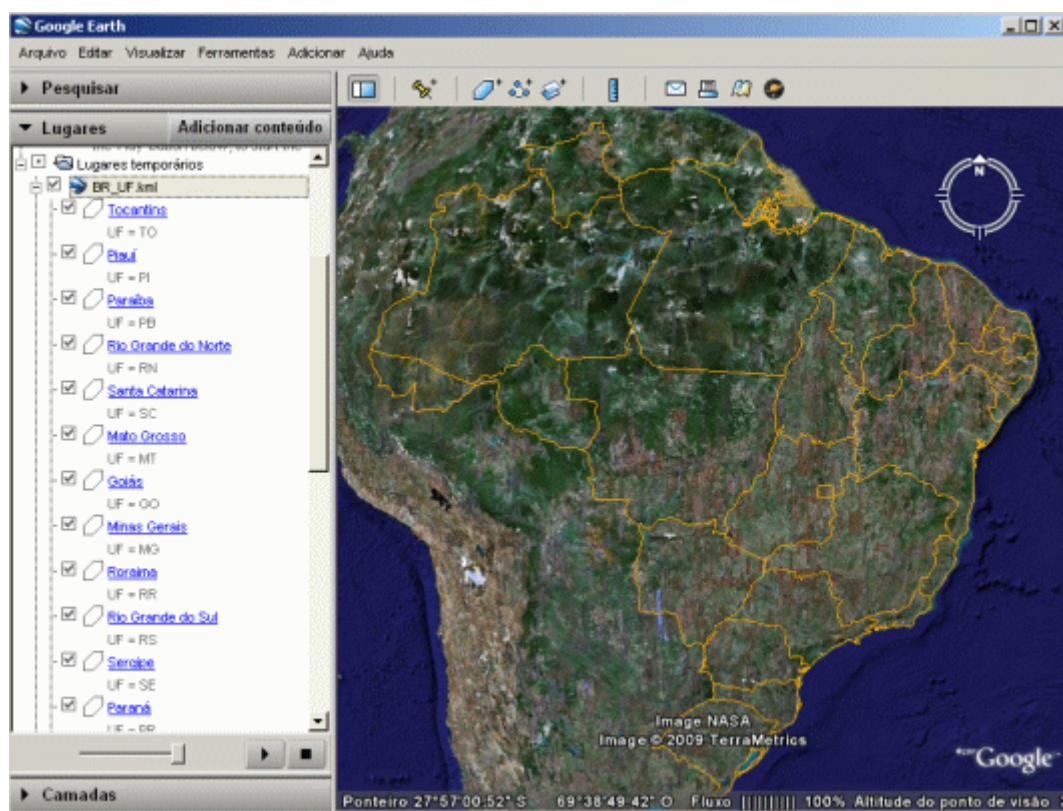 Google Earth
Arquivo Editar Visualizar Ferramentas Adicionar Ajuda
Pesquisar
Lugares Adicionar conteúdo
Lugares temporários
BR_UF.kml
Tocantins
UF = TO
Piauí
UF = PI
Paraíba
UF = PB
Rio Grande do Norte
UF = RN
Santa Catarina
UF = SC
Mato Grosso
UF = MT
Goiás
UF = GO
Minas Gerais
UF = MG
Roraima
UF = RR
Rio Grande do Sul
UF = RS
Sergipe
UF = SE
Paraná
UF = PR
Camadas
N
Image NASA
Image © 2009 TerraMetrics
Google
Ponteiro 27°57'00.52" S 69°38'49.42" O Fluxo 100% Altitude do ponto de visão